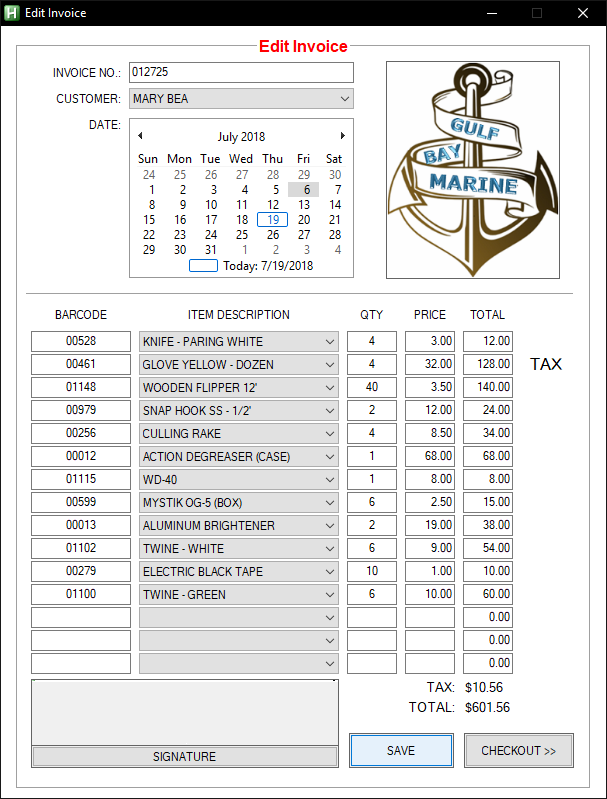 Edit Invoice
Edit Invoice
INVOICE NO.: 012725
CUSTOMER: MARY BEA
DATE:
July 2018
Sun Mon Tue Wed Thu Fri Sat
24 25 26 27 28 29 30
1 2 3 4 5 6 7
8 9 10 11 12 13 14
15 16 17 18 19 20 21
22 23 24 25 26 27 28
29 30 31 1 2 3 4
Today: 7/19/2018
GULF
BAY
MARINE
BARCODE ITEM DESCRIPTION QTY PRICE TOTAL
00528 KNIFE - PARING WHITE 4 3.00 12.00
00461 GLOVE YELLOW - DOZEN 4 32.00 128.00 TAX
01148 WOODEN FLIPPER 12' 40 3.50 140.00
00979 SNAP HOOK SS - 1/2' 2 12.00 24.00
00256 CULLING RAKE 4 8.50 34.00
00012 ACTION DEGREASER (CASE) 1 68.00 68.00
01115 WD-40 1 8.00 8.00
00599 MYSTIK OG-5 (BOX) 6 2.50 15.00
00013 ALUMINUM BRIGHTENER 2 19.00 38.00
01102 TWINE - WHITE 6 9.00 54.00
00279 ELECTRIC BLACK TAPE 10 1.00 10.00
01100 TWINE - GREEN 6 10.00 60.00
0.00
0.00
0.00
TAX: $10.56
TOTAL: $601.56
SIGNATURE
SAVE
CHECKOUT >>